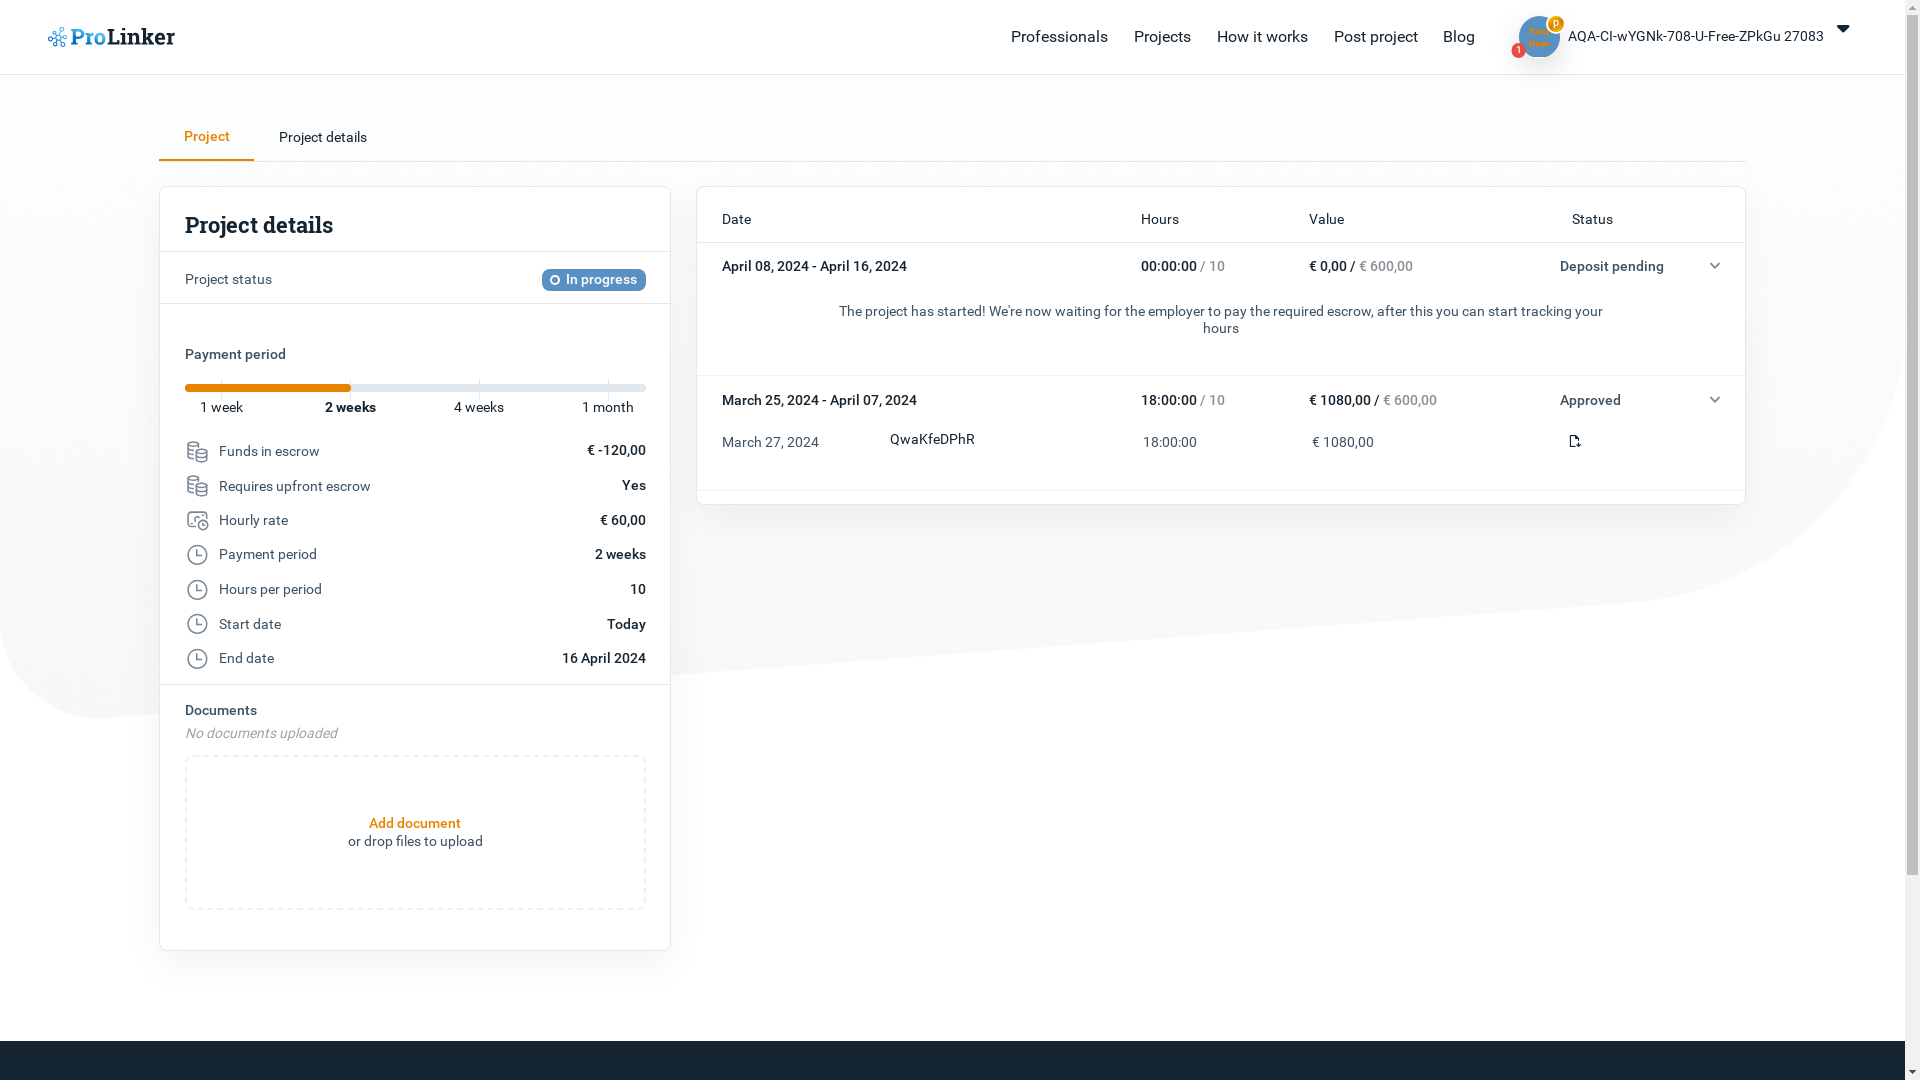 ProLinker
Professionals
Projects
How it works
Post project
Blog
Test
User
P
1
AQA-CI-wYGNk-708-U-Free-ZPkGu 27083
Project
Project details
Project details
Project status
In progress
Payment period
1 week
2 weeks
4 weeks
1 month
Funds in escrow
€ -120,00
Requires upfront escrow
Yes
Hourly rate
€ 60,00
Payment period
2 weeks
Hours per period
10
Start date
Today
End date
16 April 2024
Documents
No documents uploaded
Add document
or drop files to upload
Date
Hours
Value
Status
April 08, 2024 - April 16, 2024
00:00:00 / 10
€ 0,00 / € 600,00
Deposit pending
The project has started! We're now waiting for the employer to pay the required escrow, after this you can start tracking your
hours
March 25, 2024 - April 07, 2024
18:00:00 / 10
€ 1080,00 / € 600,00
Approved
March 27, 2024
QwaKfeDPhR
18:00:00
€ 1080,00